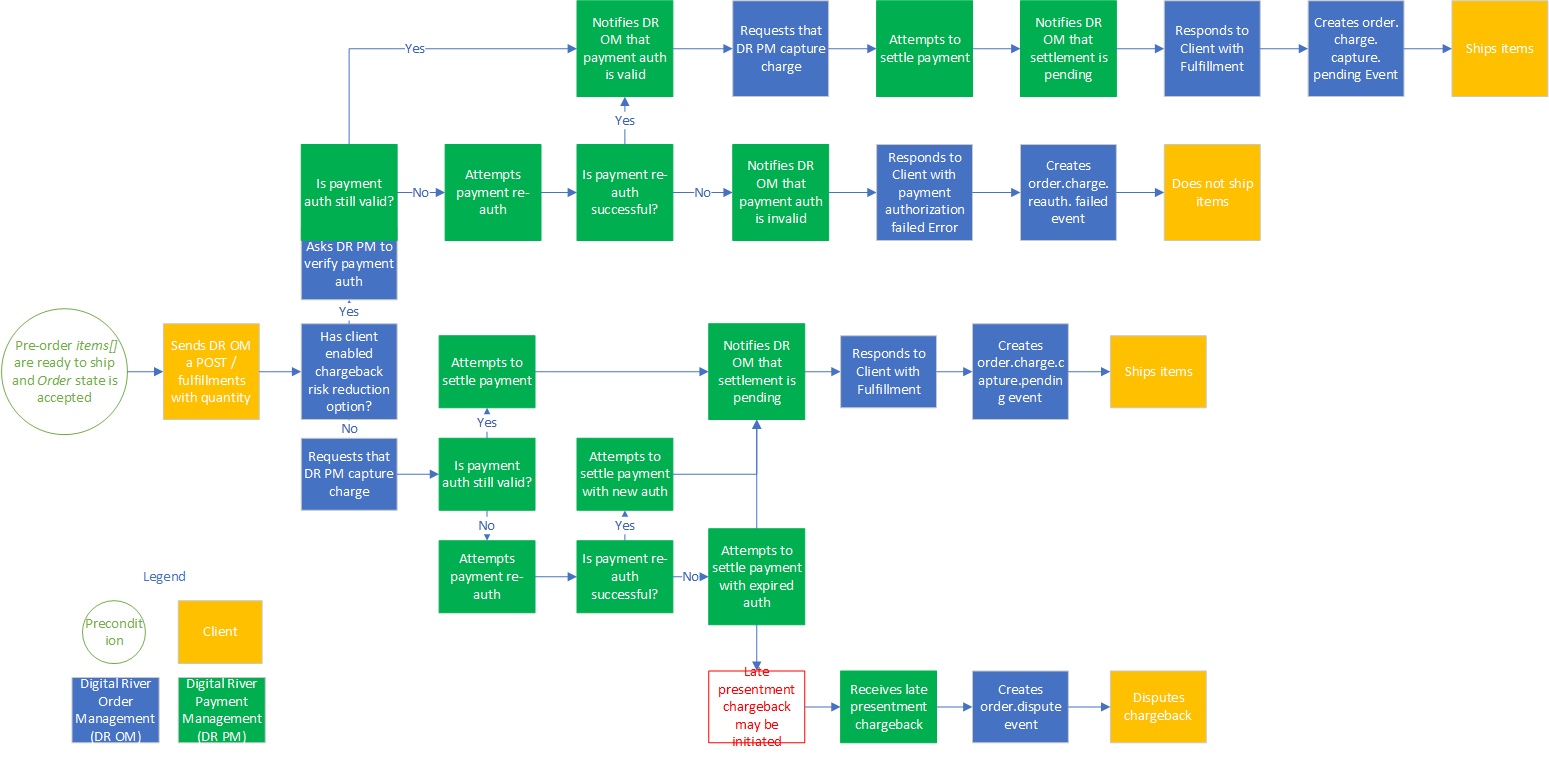 Notifies DR
OM that
payment auth
is valid
Requests that
DR PM capture
charge
Attempts to
settle payment
Notifies DR
OM that
settlement is
pending
Responds to
Client with
Fulfillment
Creates order.
charge.
capture.
pending Event
Ships items
Yes
Yes
Is payment
auth still valid?
No
Attempts
payment re-
auth
Is payment re-
auth
successful?
No
Notifies DR
OM that
payment auth
is invalid
Responds to
Client with
payment
authorization
failed Error
Creates
order.charge.
reauth. failed
event
Does not ship
items
Asks DR PM to
verify payment
auth
Yes
Pre-order items[]
are ready to ship
and Order state is
accepted
Sends DR OM
a POST /
fulfillments
with quantity
Has client
enabled
chargeback
risk reduction
option?
Attempts to
settle payment
Notifies DR
OM that
settlement is
pending
Responds to
Client with
Fulfillment
Creates
order.charge.c
apture.pendin
g event
Ships items
No
Yes
Requests that
DR PM capture
charge
Is payment
auth still valid?
Attempts to
settle payment
with new auth
No
Yes
Attempts
payment re-
auth
Is payment re-
auth
successful?
No
Attempts to
settle payment
with expired
auth
Legend
Precondit
ion
Client
Digital River
Order
Management
(DR OM)
Digital River
Payment
Management
(DR PM)
Late
presentment
chargeback
may be
initiated
Receives late
presentment
chargeback
Creates
order.dispute
event
Disputes
chargeback